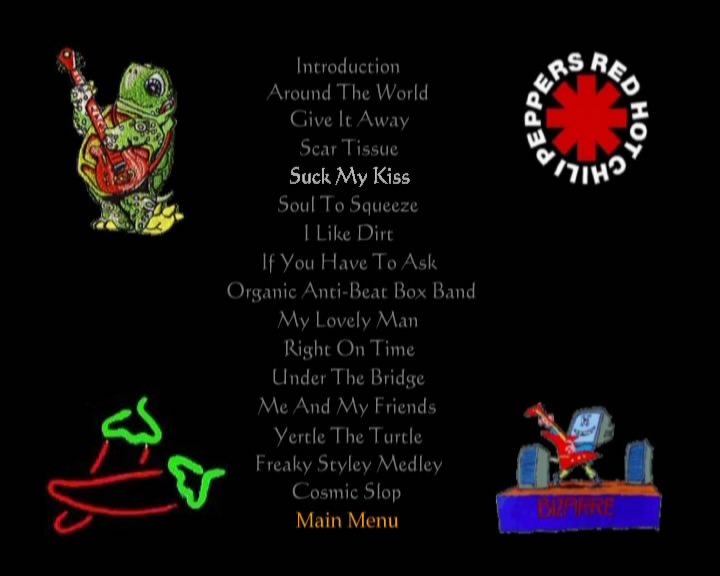 Introduction
Around The World
Give It Away
Scar Tissue
Suck My Kiss
Soul To Squeeze
I Like Dirt
If You Have To Ask
Organic Anti-Beat Box Band
My Lovely Man
Right On Time
Under The Bridge
Me And My Friends
Yertle The Turtle
Freaky Styley Medley
Cosmic Slop
Main Menu
RED HOT CHILI PEPPERS